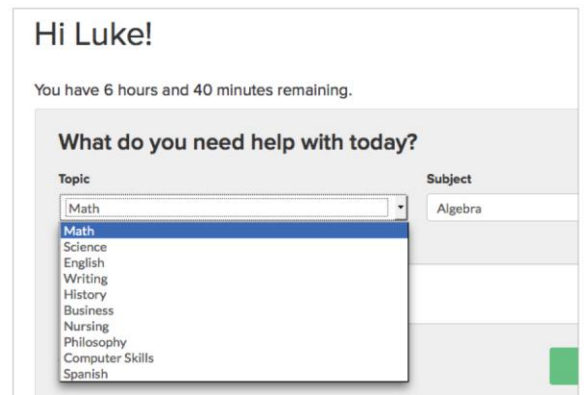 Hi Luke!
You have 6 hours and 40 minutes remaining.
What do you need help with today?
Topic
Subject
Math
Algebra
Math
Science
English
Writing
History
Business
Nursing
Philosophy
Computer Skills
Spanish